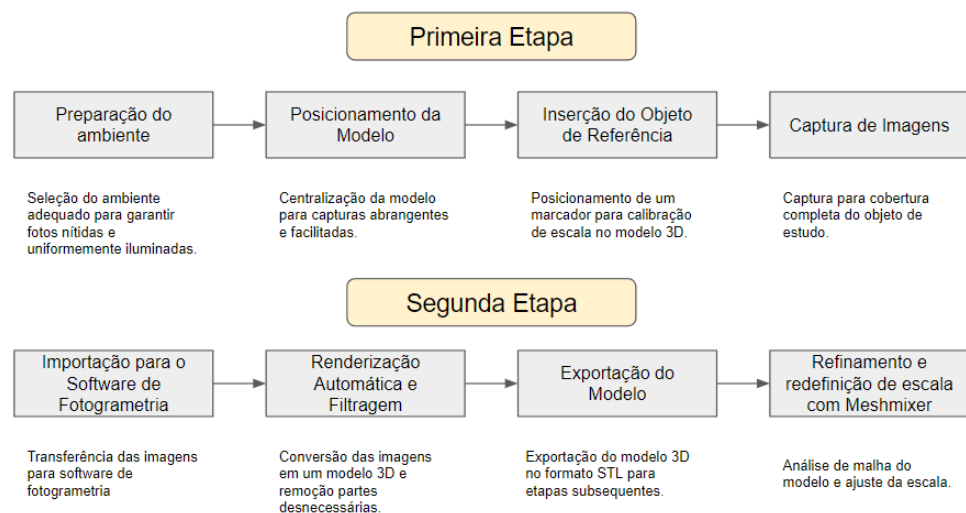 Primeira Etapa
Preparação do
ambiente
Posicionamento da
Modelo
Inserção do Objeto
de Referência
Captura de Imagens
Seleção do ambiente
adequado para garantir
fotos nítidas e
uniformemente iluminadas.
Centralização da modelo
para capturas abrangentes
e facilitadas.
Posicionamento de um
marcador para calibração
de escala no modelo 3D.
Captura para cobertura
completa do objeto de
estudo.
Segunda Etapa
Importação para o
Software de
Fotogrametria
Renderização
Automática e
Filtragem
Exportação do
Modelo
Refinamento e
redefinição de escala
com Meshmixer
Transferência das imagens
para software de
fotogrametria
Conversão das imagens
em um modelo 3D e
remoção partes
desnecessárias.
Exportação do modelo 3D
no formato STL para
etapas subsequentes.
Análise de malha do
modelo e ajuste da escala.